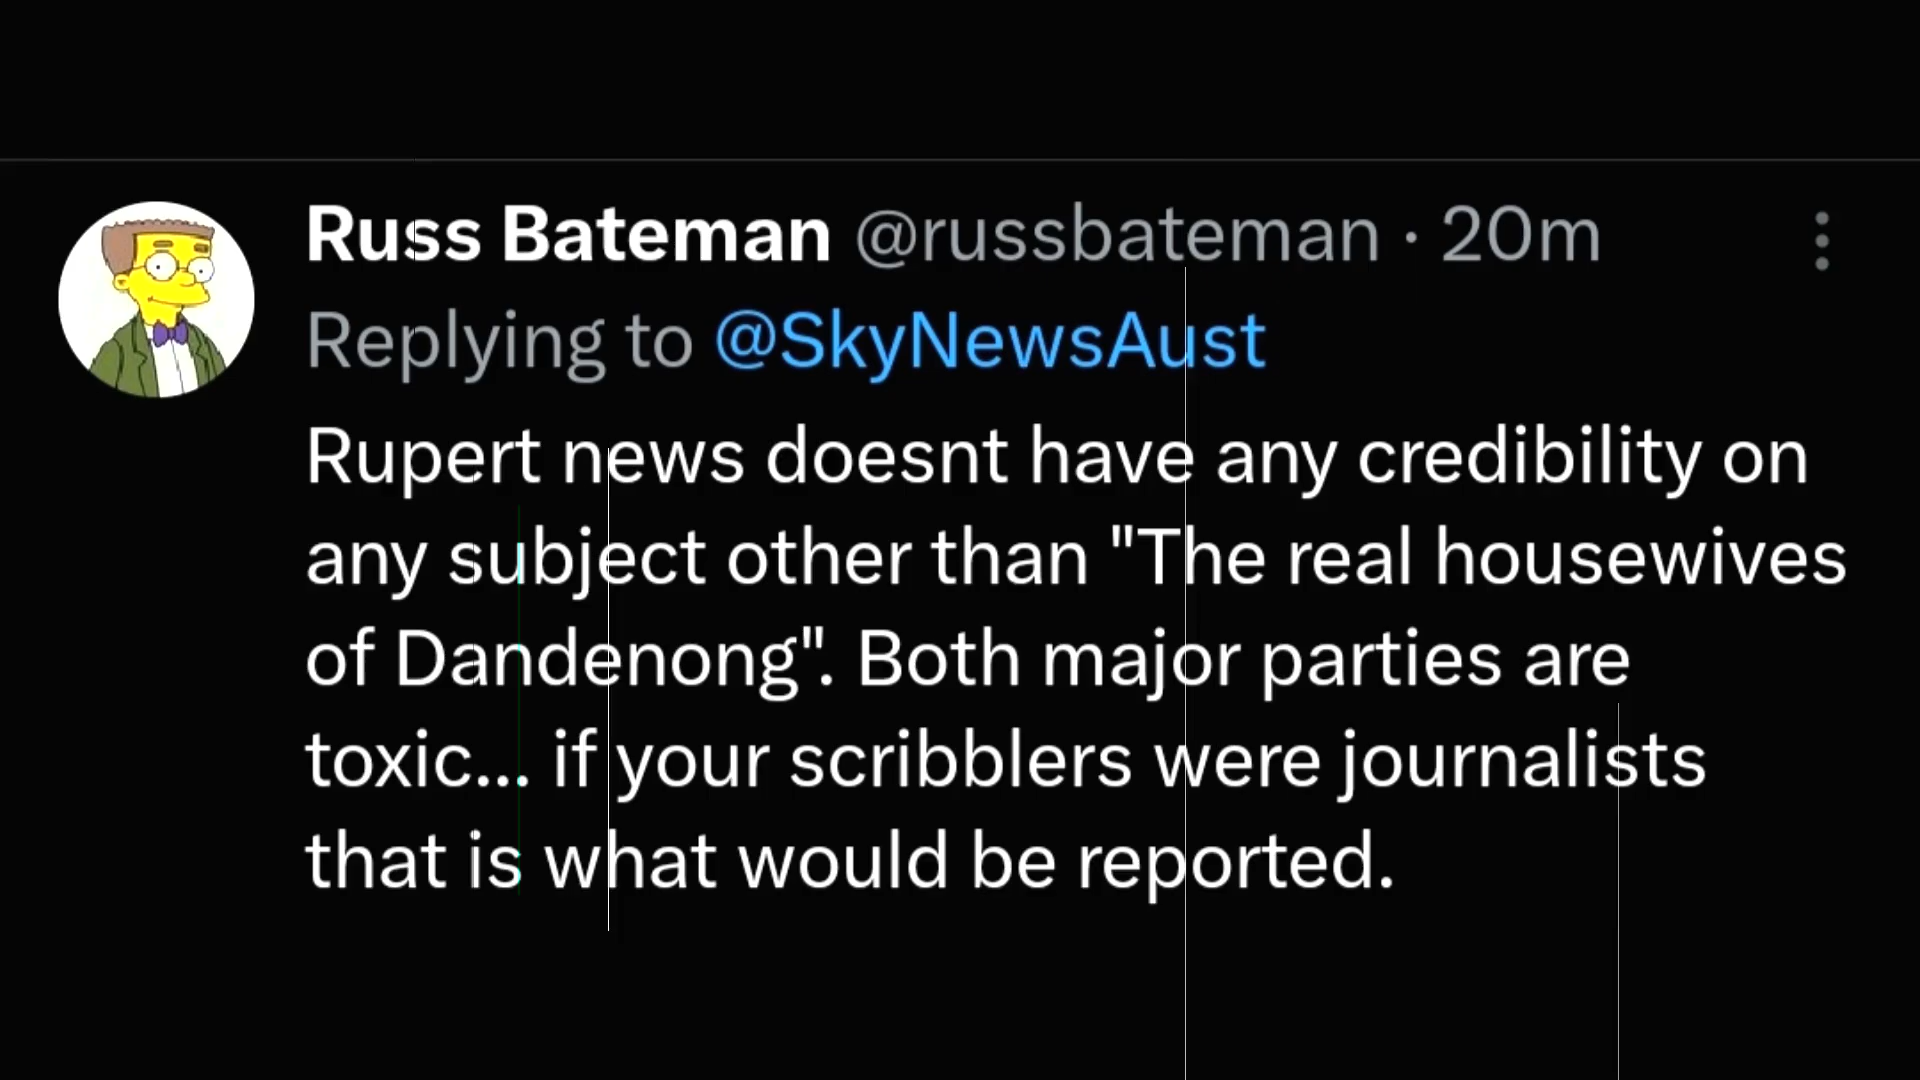 Russ Bateman @russbateman · 20m
Replying to @SkyNewsAust
Rupert news doesnt have any credibility on
any subject other than "The real housewives
of Dandenong". Both major parties are
toxic... if your scribblers were journalists
that is what would be reported.